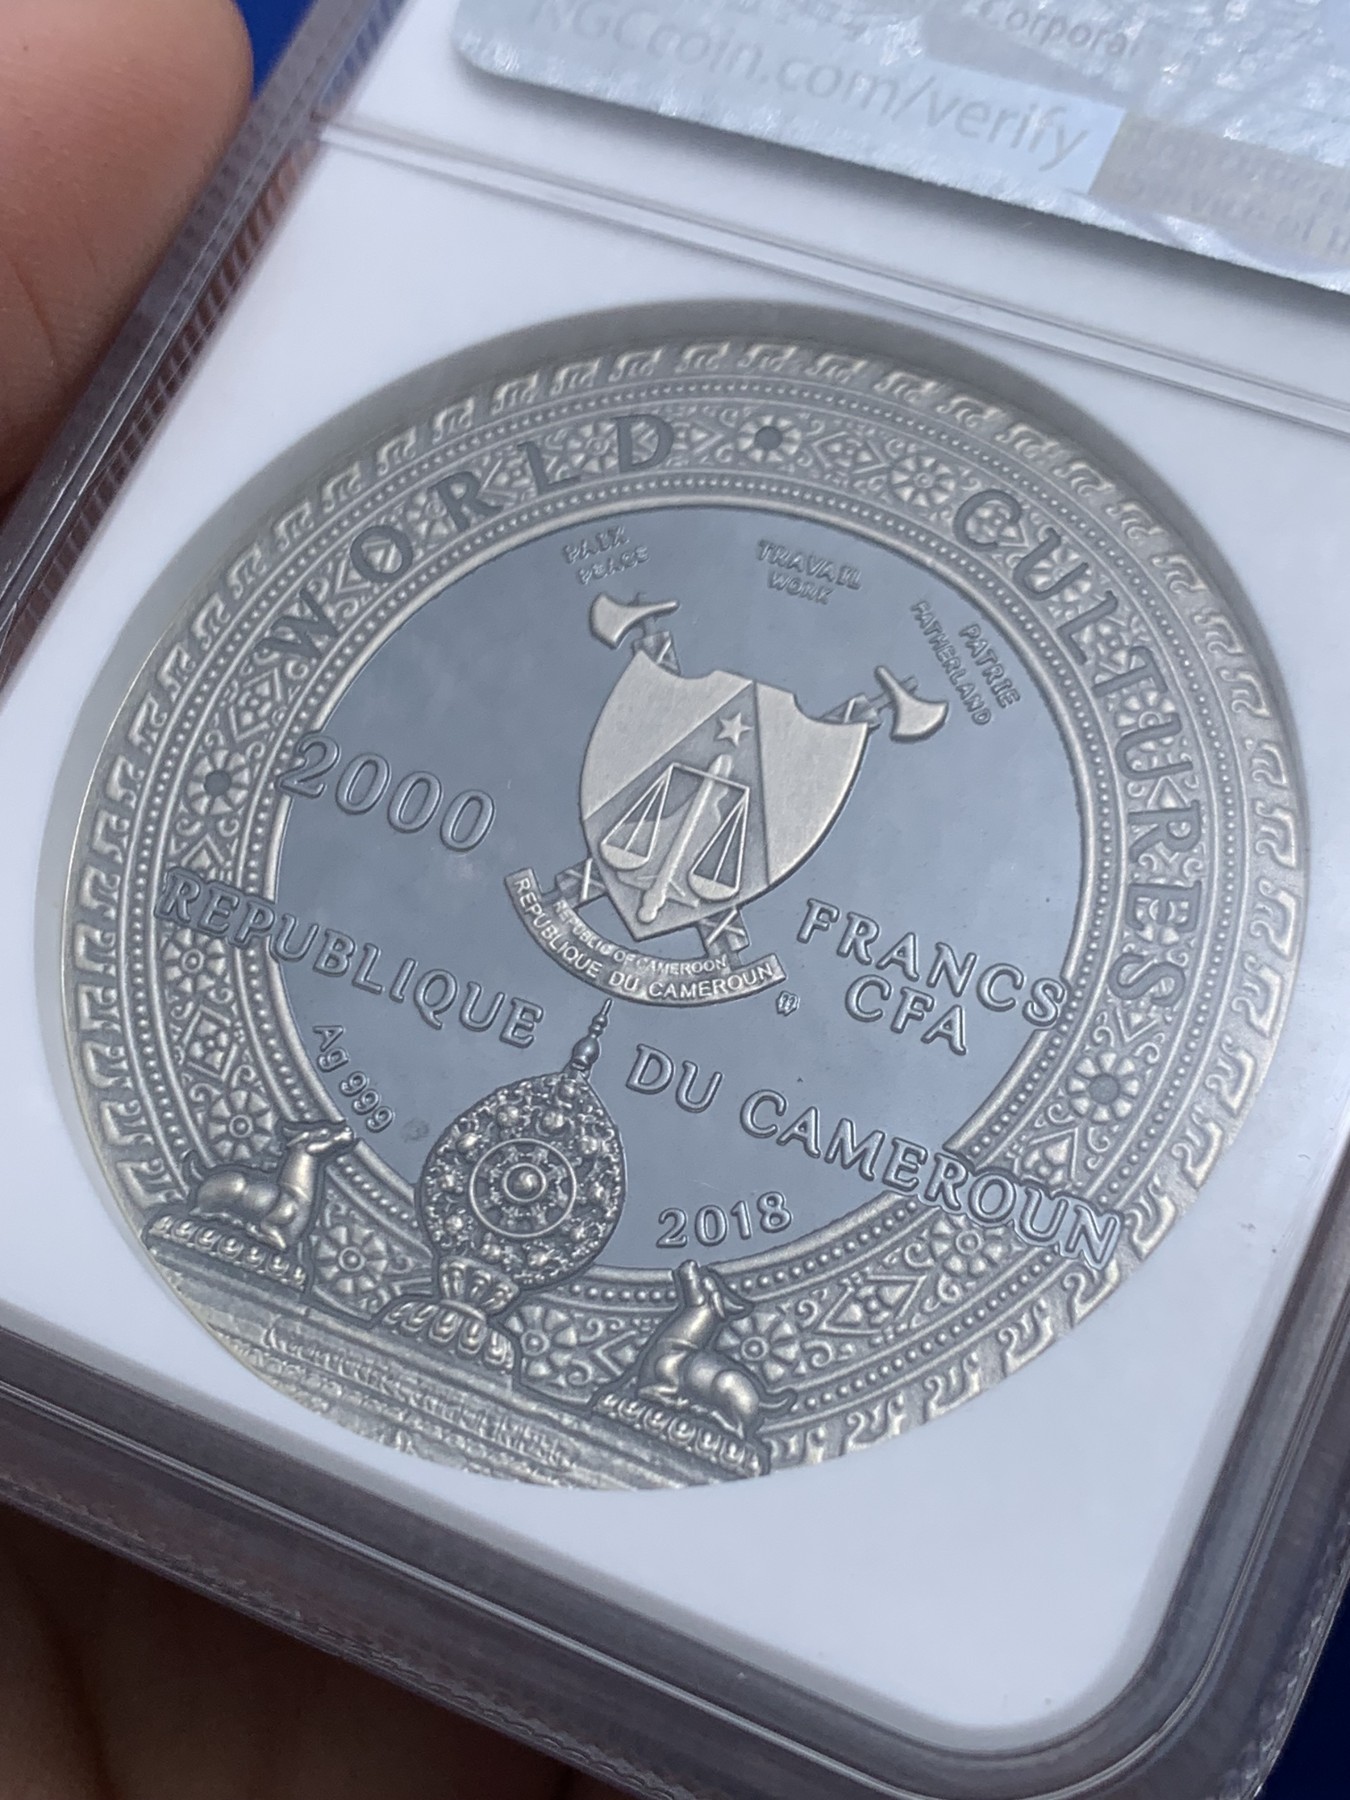 Corporat
NGCcoin.com/verify
WORLD CULTURES
PAIX
PEACE
TRAVAIL
WORK
PATRIE
FATHERLAND
2000
FRANCS
CFA
REPUBLIC OF CAMEROON
REPUBLIQUE DU CAMEROUN
REPUBLIQUE DU CAMEROUN
Ag 999
2018